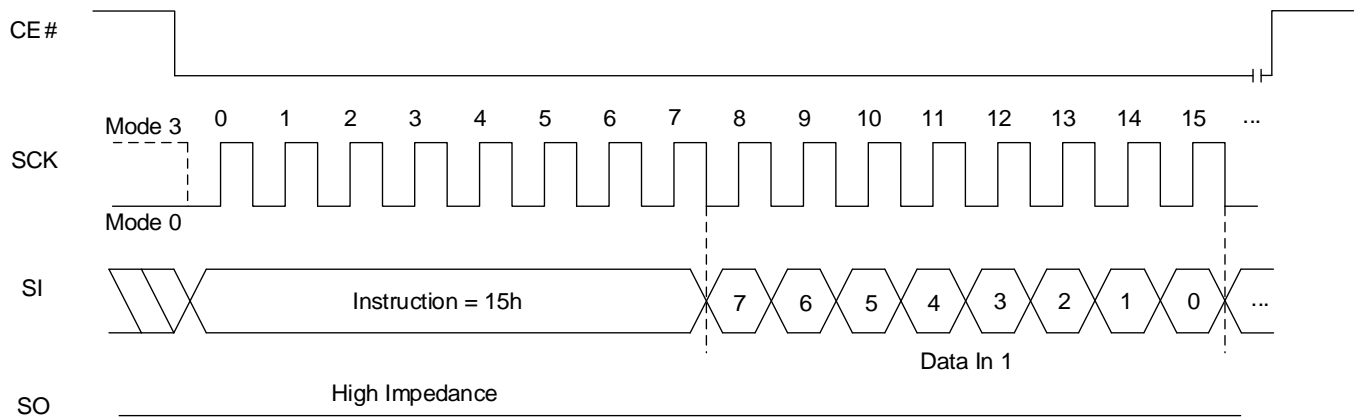 CE#
Mode 3 0 1 2 3 4 5 6 7 8 9 10 11 12 13 14 15 ...
SCK
Mode 0
SI Instruction = 15h 7 6 5 4 3 2 1 0 ...
Data In 1
High Impedance
SO